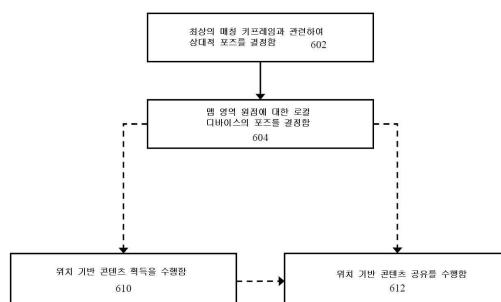 최상의 매칭 키프레임과 관련하여
상대적 포즈를 결정함 602
맵 영역 원점에 대한 로컬
디바이스의 포즈를 결정함
604
위치 기반 콘텐츠 획득을 수행함
610
위치 기반 콘텐츠 공유를 수행함
612